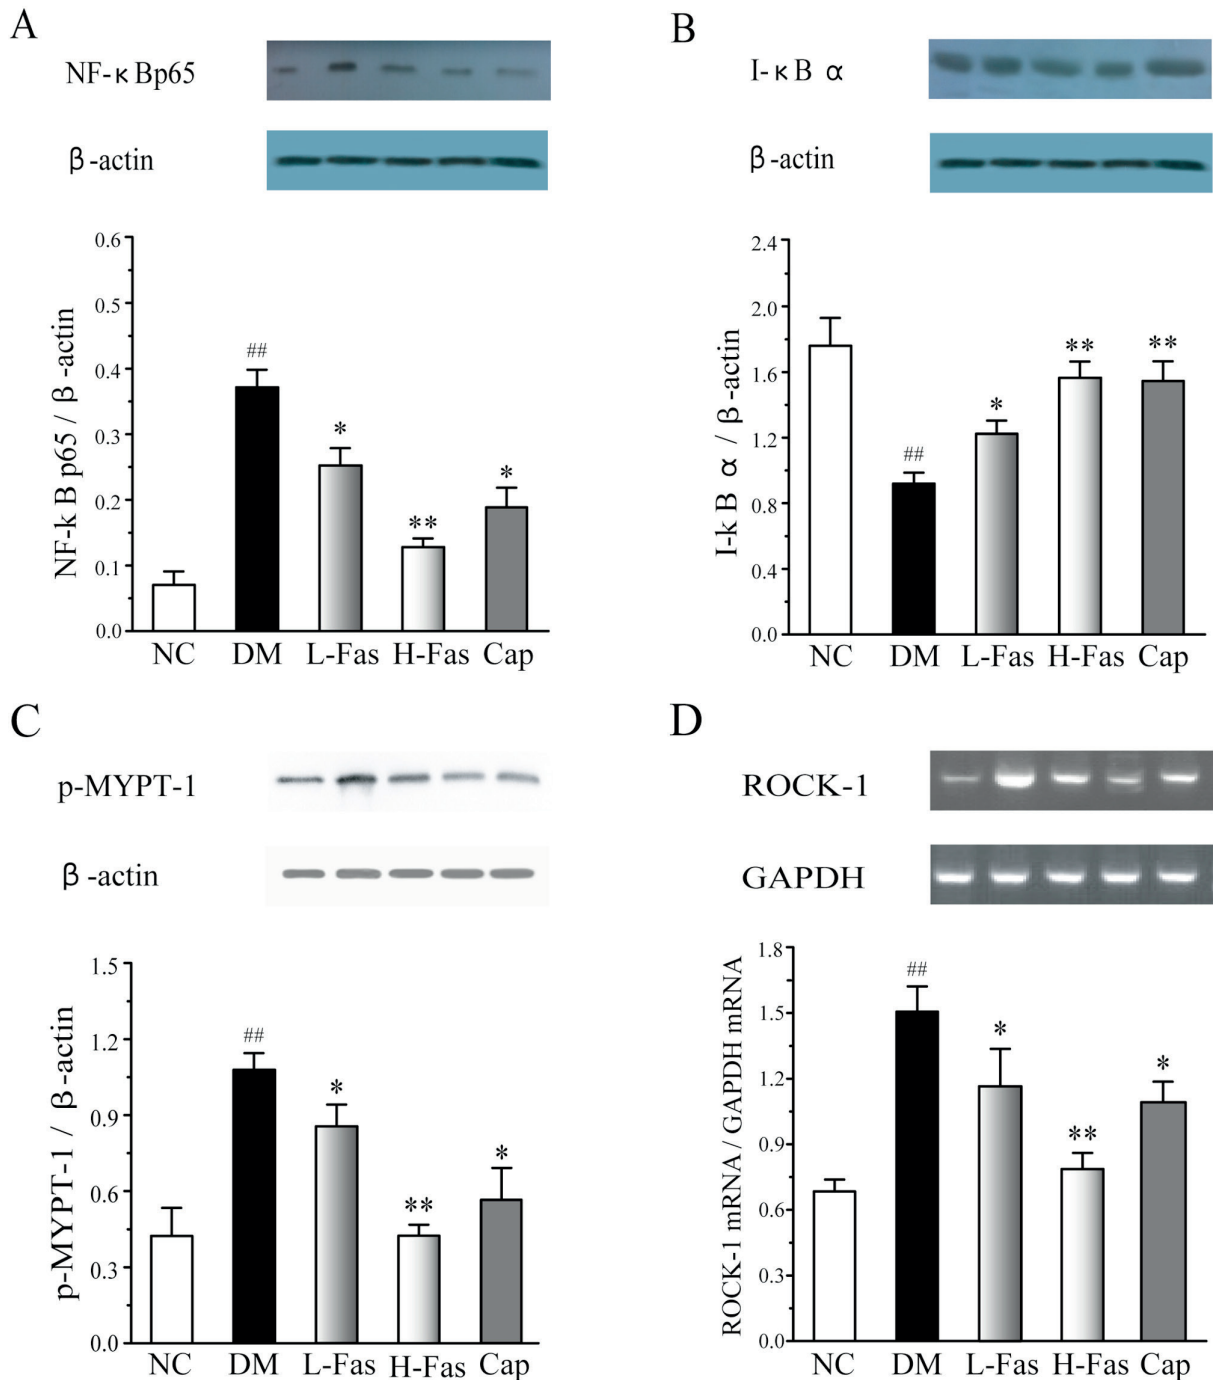 A
NF-κBp65
β-actin
NF-k B p65 / β-actin
0.6
0.5
0.4
0.3
0.2
0.1
0.0
##
*
**
*
NC DM L-Fas H-Fas Cap
B
I-κB α
β-actin
I-k B α / β-actin
2.4
2.0
1.6
1.2
0.8
0.4
0.0
##
*
**
**
NC DM L-Fas H-Fas Cap
C
p-MYPT-1
β-actin
p-MYPT-1 / β-actin
1.5
1.2
0.9
0.6
0.3
0.0
##
*
**
*
NC DM L-Fas H-Fas Cap
D
ROCK-1
GAPDH
ROCK-1 mRNA / GAPDH mRNA
1.8
1.5
1.2
0.9
0.6
0.3
0.0
##
*
**
*
NC DM L-Fas H-Fas Cap